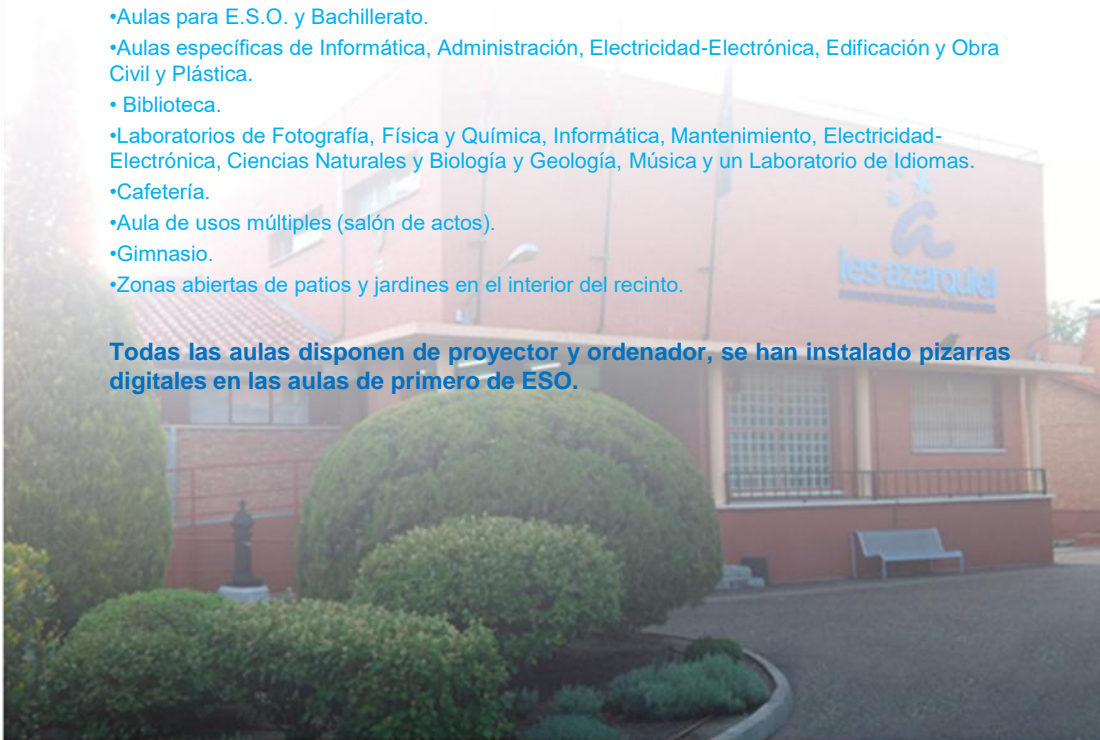 •Aulas para E.S.O. y Bachillerato.
•Aulas específicas de Informática, Administración, Electricidad-Electrónica, Edificación y Obra
Civil y Plástica.
• Biblioteca.
•Laboratorios de Fotografía, Física y Química, Informática, Mantenimiento, Electricidad-
Electrónica, Ciencias Naturales y Biología y Geología, Música y un Laboratorio de Idiomas.
•Cafetería.
•Aula de usos múltiples (salón de actos).
•Gimnasio.
•Zonas abiertas de patios y jardines en el interior del recinto.
Todas las aulas disponen de proyector y ordenador, se han instalado pizarras
digitales en las aulas de primero de ESO.
a
ies azarquiel